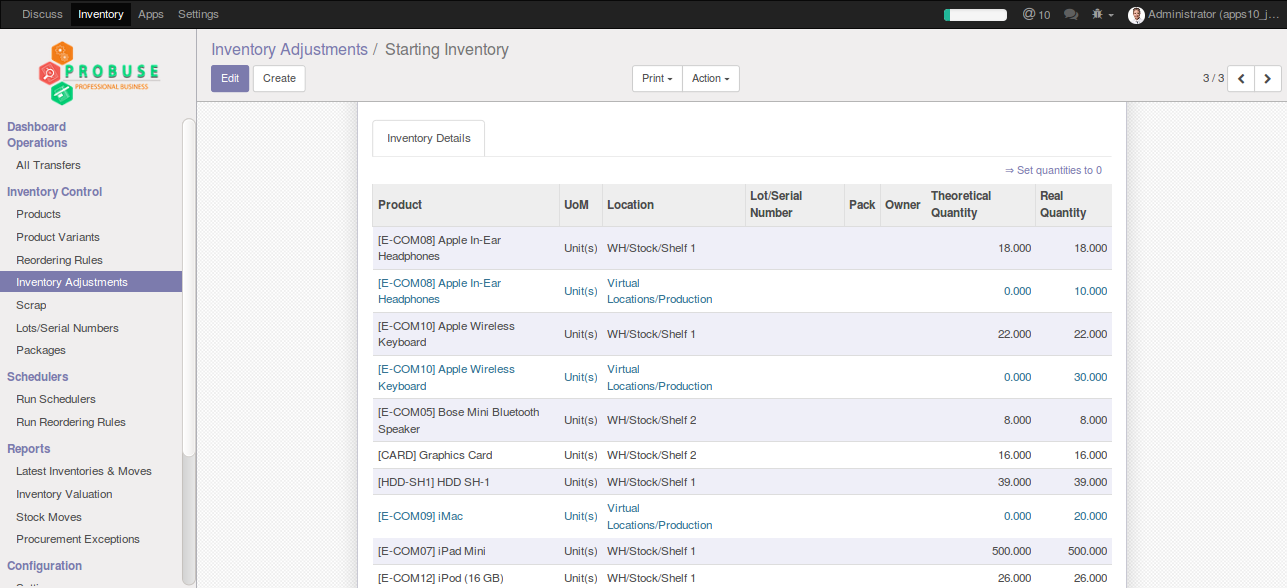 Discuss Inventory Apps Settings @ 10 Administrator (apps10_j...
PROBUSE
PROFESSIONAL BUSINESS
Inventory Adjustments / Starting Inventory
Edit Create Print Action 3 / 3
Dashboard
Operations
All Transfers
Inventory Control
Products
Product Variants
Reordering Rules
Inventory Adjustments
Scrap
Lots/Serial Numbers
Packages
Schedulers
Run Schedulers
Run Reordering Rules
Reports
Latest Inventories & Moves
Inventory Valuation
Stock Moves
Procurement Exceptions
Configuration
Inventory Details
⇒ Set quantities to 0
Product UoM Location Lot/Serial Number Pack Owner Theoretical Quantity Real Quantity
[E-COM08] Apple In-Ear
Headphones Unit(s) WH/Stock/Shelf 1 18.000 18.000
[E-COM08] Apple In-Ear
Headphones Unit(s) Virtual Locations/Production 0.000 10.000
[E-COM10] Apple Wireless
Keyboard Unit(s) WH/Stock/Shelf 1 22.000 22.000
[E-COM10] Apple Wireless
Keyboard Unit(s) Virtual Locations/Production 0.000 30.000
[E-COM05] Bose Mini Bluetooth
Speaker Unit(s) WH/Stock/Shelf 2 8.000 8.000
[CARD] Graphics Card Unit(s) WH/Stock/Shelf 2 16.000 16.000
[HDD-SH1] HDD SH-1 Unit(s) WH/Stock/Shelf 1 39.000 39.000
[E-COM09] iMac Unit(s) Virtual Locations/Production 0.000 20.000
[E-COM07] iPad Mini Unit(s) WH/Stock/Shelf 1 500.000 500.000
[E-COM12] iPod (16 GB) Unit(s) WH/Stock/Shelf 1 26.000 26.000